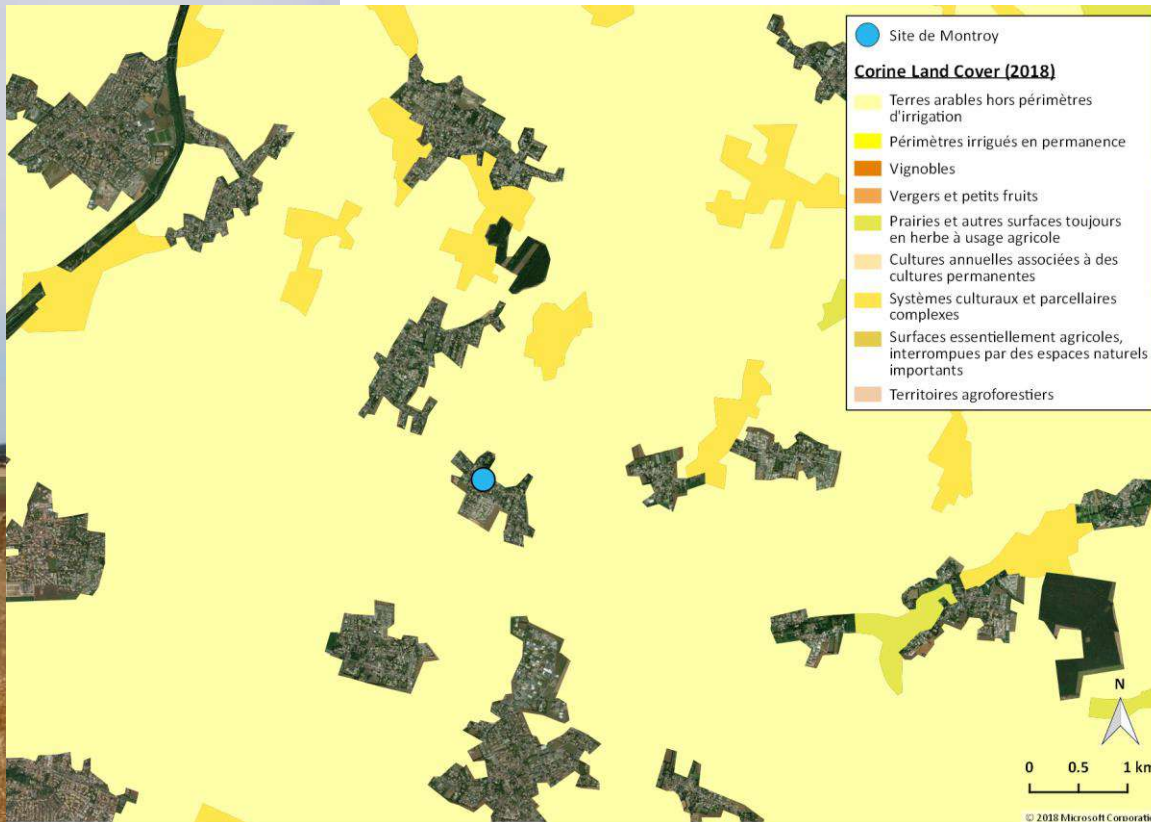 Site de Montroy
Corine Land Cover (2018)
Terres arables hors périmètres
d'irrigation
Périmètres irrigués en permanence
Vignobles
Vergers et petits fruits
Prairies et autres surfaces toujours
en herbe à usage agricole
Cultures annuelles associées à des
cultures permanentes
Systèmes culturaux et parcellaires
complexes
Surfaces essentiellement agricoles,
interrompues par des espaces naturels
importants
Territoires agroforestiers
N
0 0.5 1 km
© 2018 Microsoft Corporatio